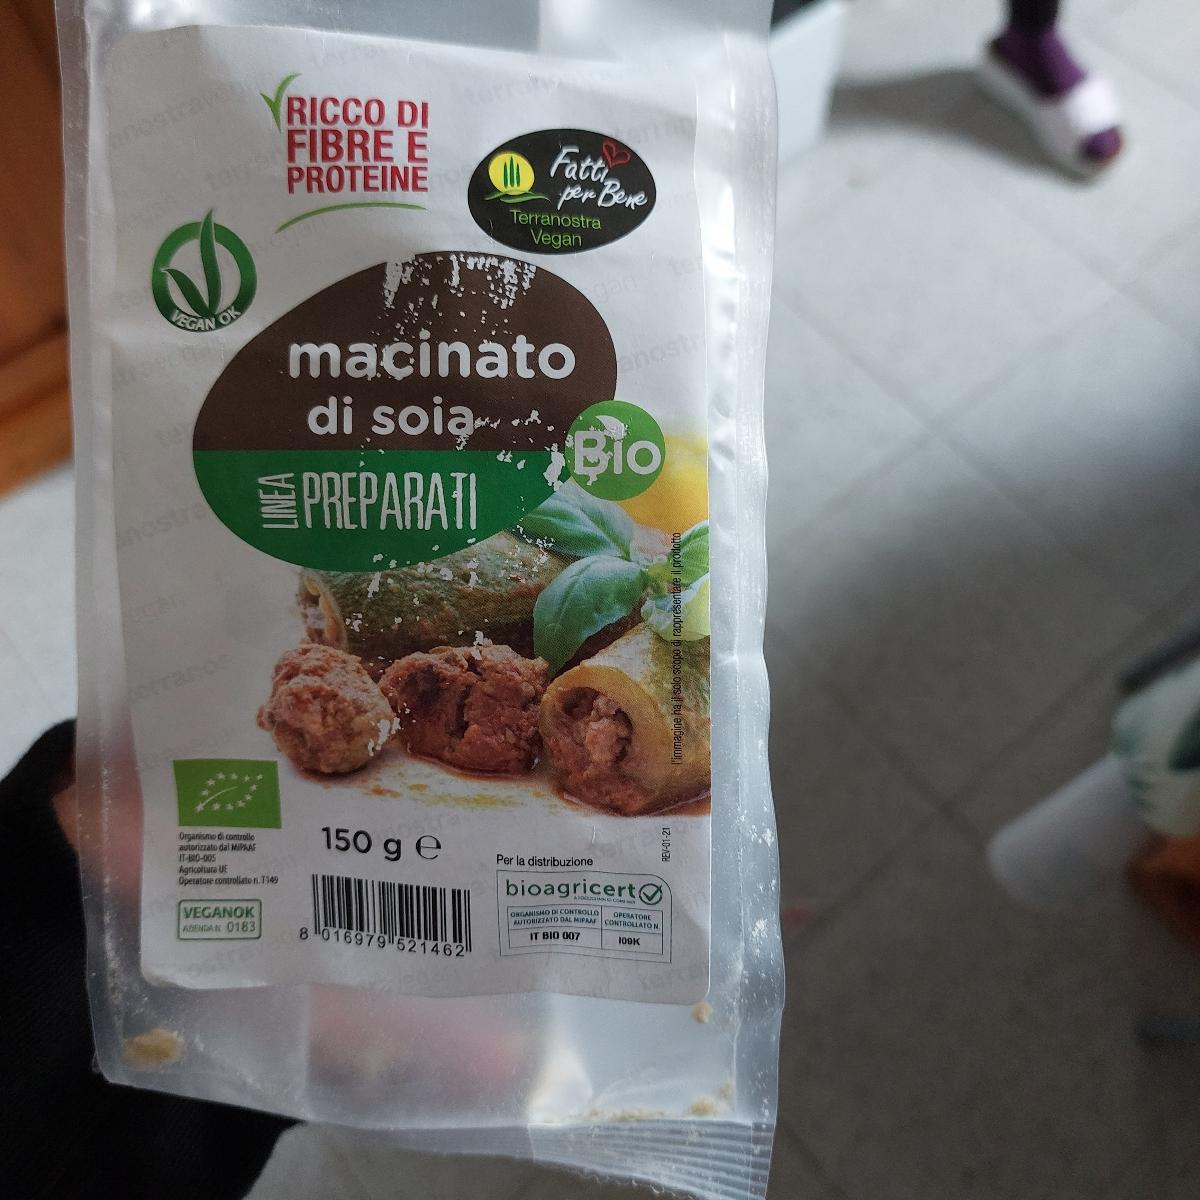 RICCO DI
FIBRE E
PROTEINE
Fatti
per Bene
Terranostra
Vegan
VEGAN OK
macinato
di soia
Bio
LINEA
PREPARATI
l'immagine ha il solo scopo di rappresentare il prodotto
Organismo di controllo
autorizzato dal MIPAAF
IT-BIO-005
Agricoltura UE
Operatore controllato n. T149
150 g ℮
REV-01-21
Per la distribuzione
bioagricert
ORGANISMO DI CONTROLLO
AUTORIZZATO DAL MIPAAF
IT BIO 007
OPERATORE
CONTROLLATO N.
I09K
VEGANOK
AZIENDA N. 0183
8 016979 521462